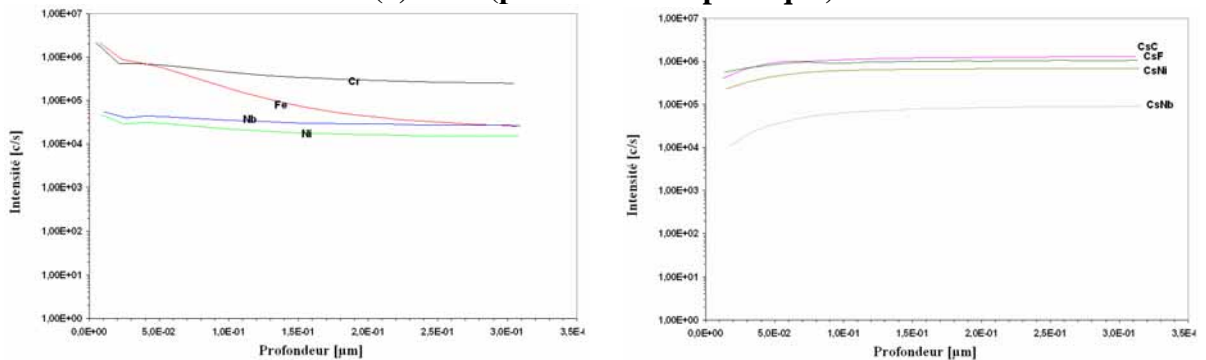 Intensité [c/s]
1,00E+07
1,00E+06
1,00E+05
1,00E+04
1,00E+03
1,00E+02
1,00E+01
1,00E+00
Cr
Fe
Nb
Ni
0,0E+00 5,0E-02 1,0E-01 1,5E-01 2,0E-01 2,5E-01 3,0E-01
Profondeur [µm]
Intensité [c/s]
1,00E+07
1,00E+06
1,00E+05
1,00E+04
1,00E+03
1,00E+02
1,00E+01
1,00E+00
CsC
CsF
CsNi
CsNb
0,0E+00 5,0E-02 1,0E-01 1,5E-01 2,0E-01 2,5E-01 3,0E-01
Profondeur [µm]